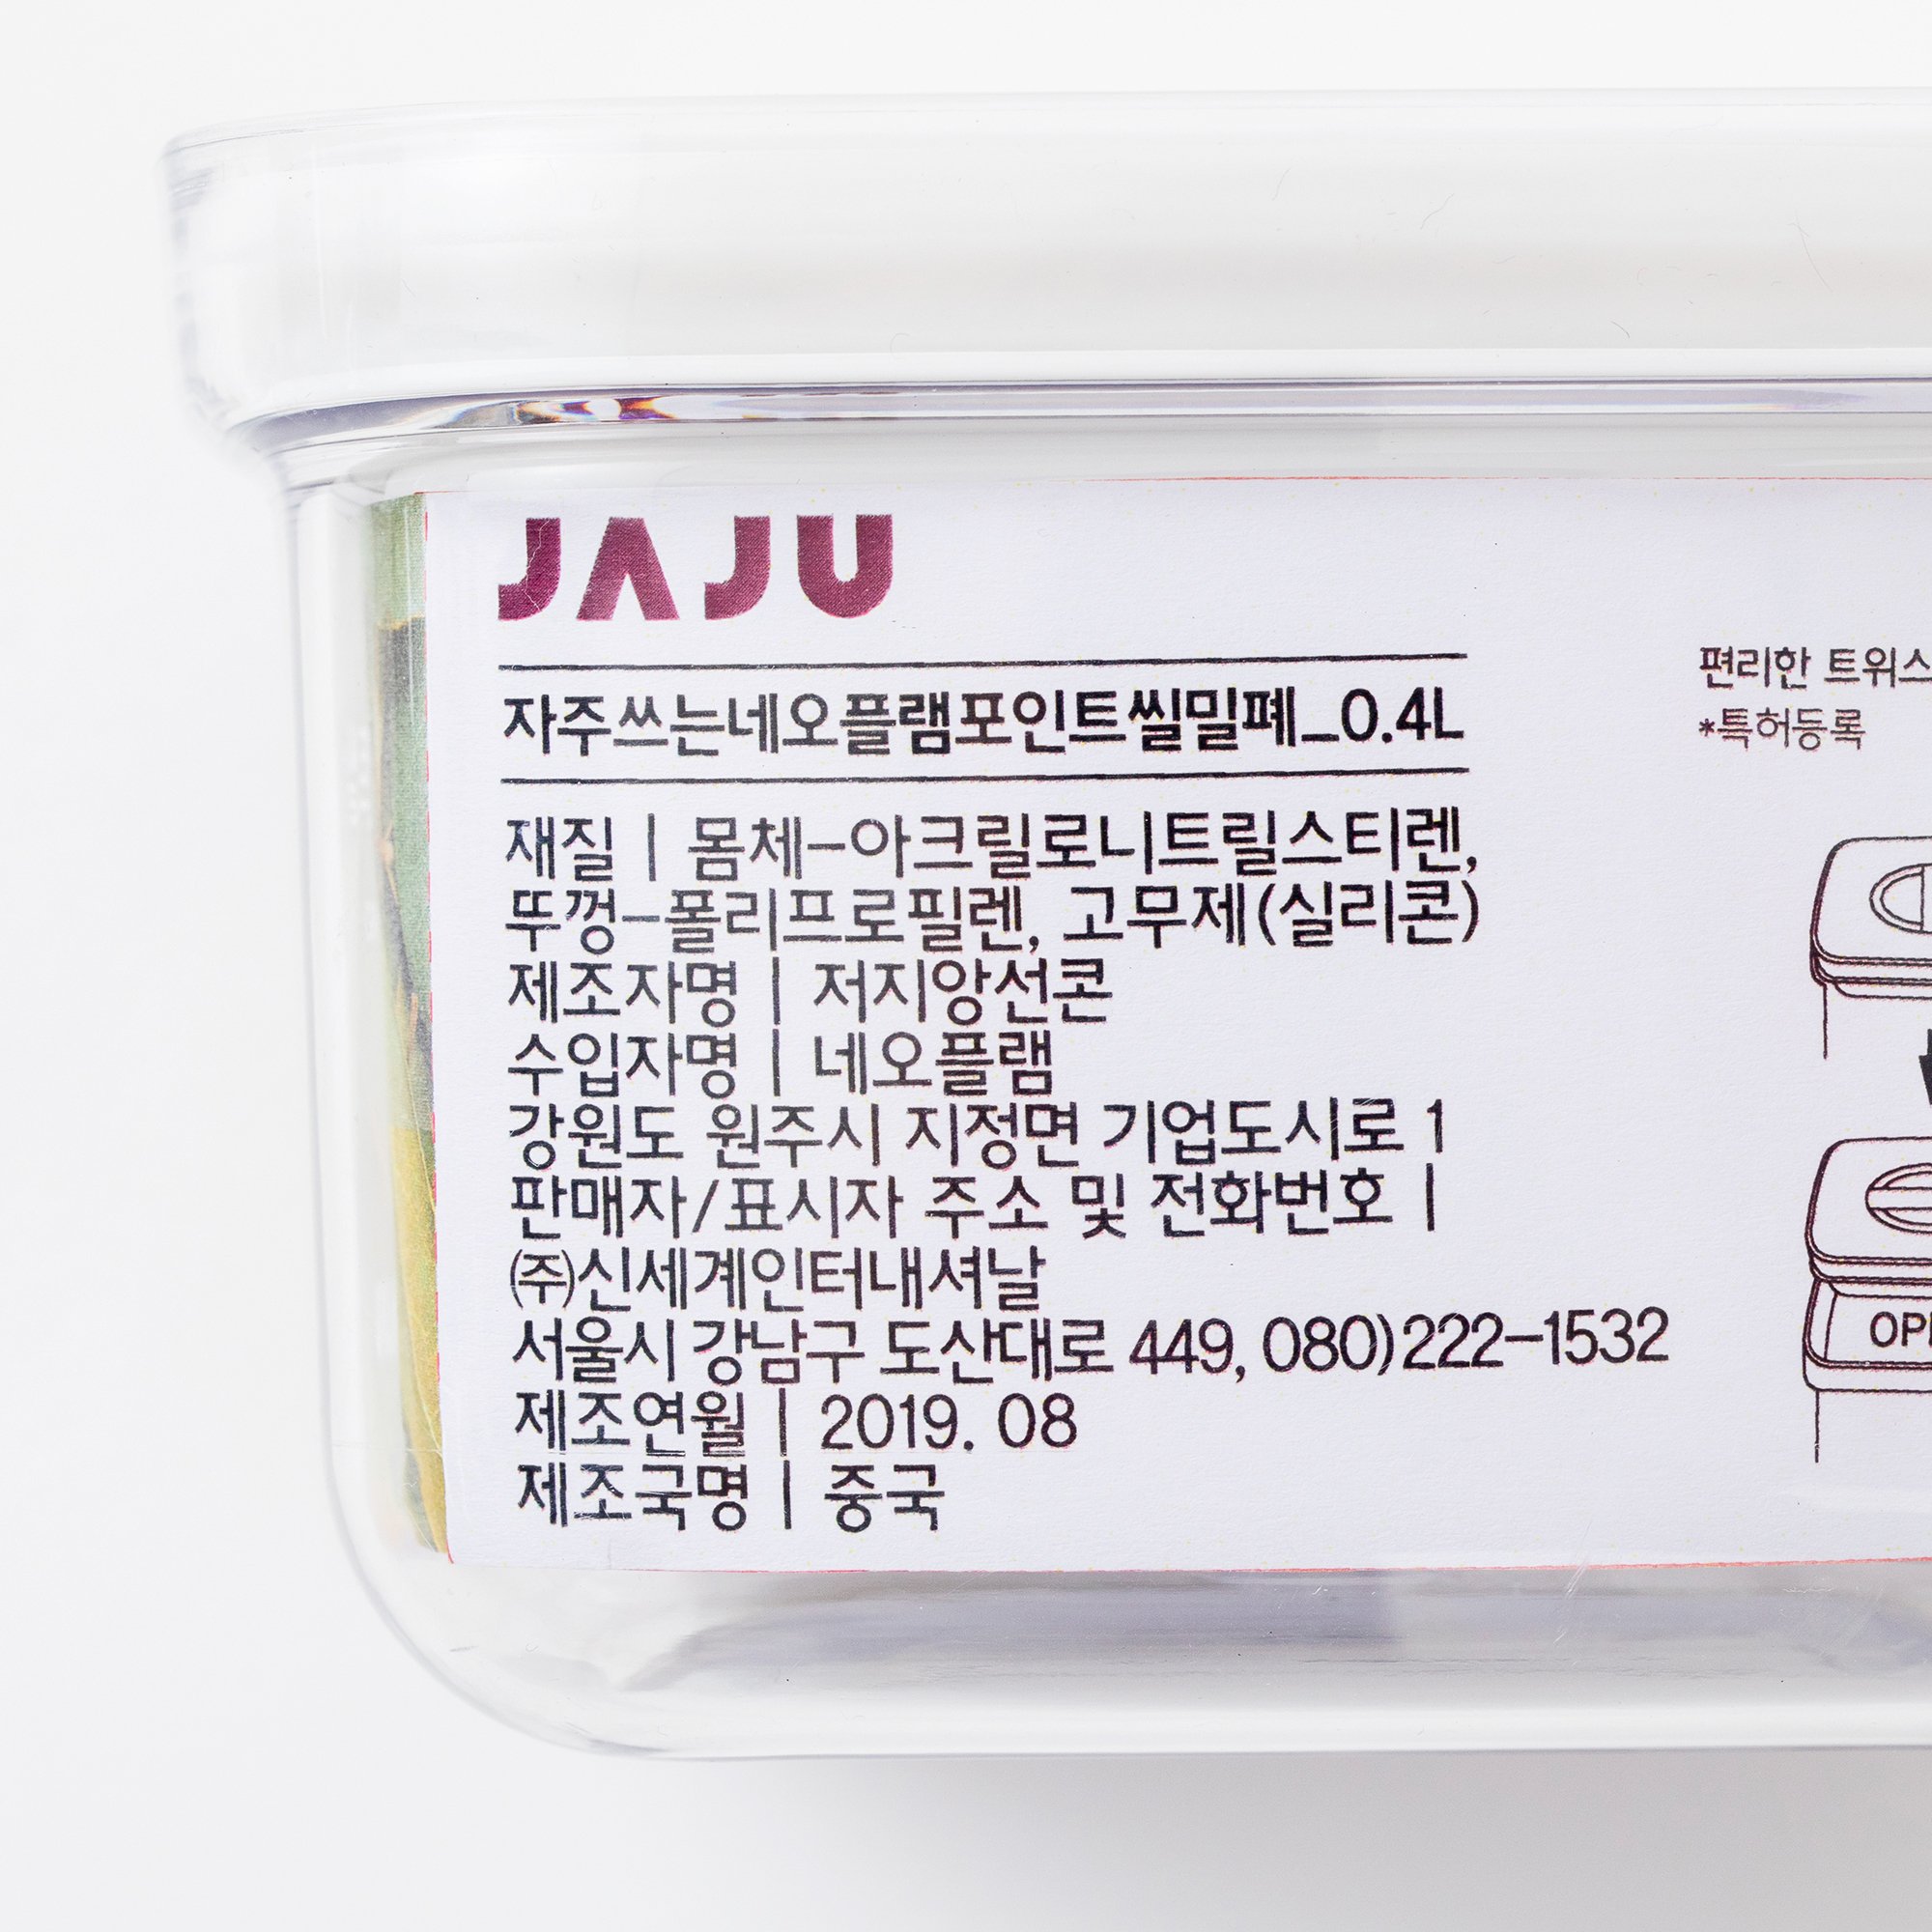 JAJU
자주쓰는네오플램포인트씰밀폐_0.4L
재질 | 몸체-아크릴로니트릴스티렌,
뚜껑-폴리프로필렌, 고무제(실리콘)
제조자명 | 저지앙선콘
수입자명 | 네오플램
강원도 원주시 지정면 기업도시로 1
판매자/표시자 주소 및 전화번호 |
㈜신세계인터내셔날
서울시 강남구 도산대로 449, 080)222-1532
제조연월 | 2019. 08
제조국명 | 중국
편리한
*특허등록